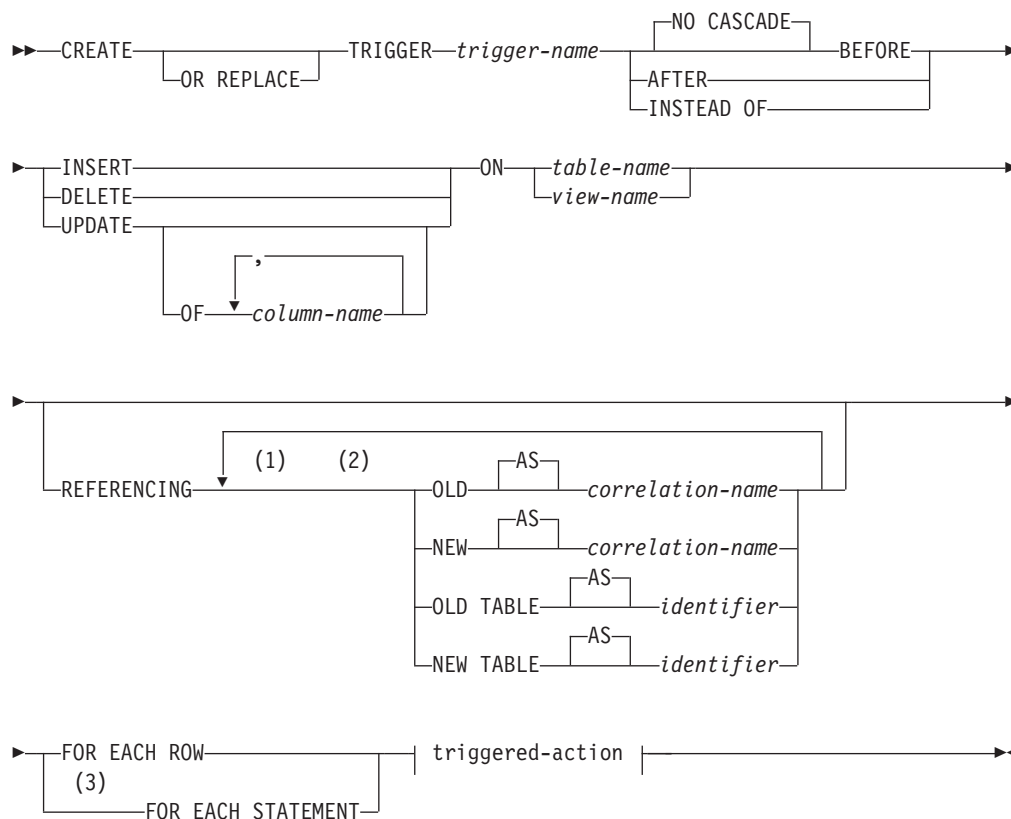 NO CASCADE
CREATE TRIGGER trigger-name BEFORE
OR REPLACE AFTER
INSTEAD OF
INSERT ON table-name
DELETE view-name
UPDATE
,
OF column-name
(1) (2) AS
REFERENCING OLD correlation-name
AS
NEW correlation-name
AS
OLD TABLE identifier
AS
NEW TABLE identifier
FOR EACH ROW triggered-action
(3)
FOR EACH STATEMENT